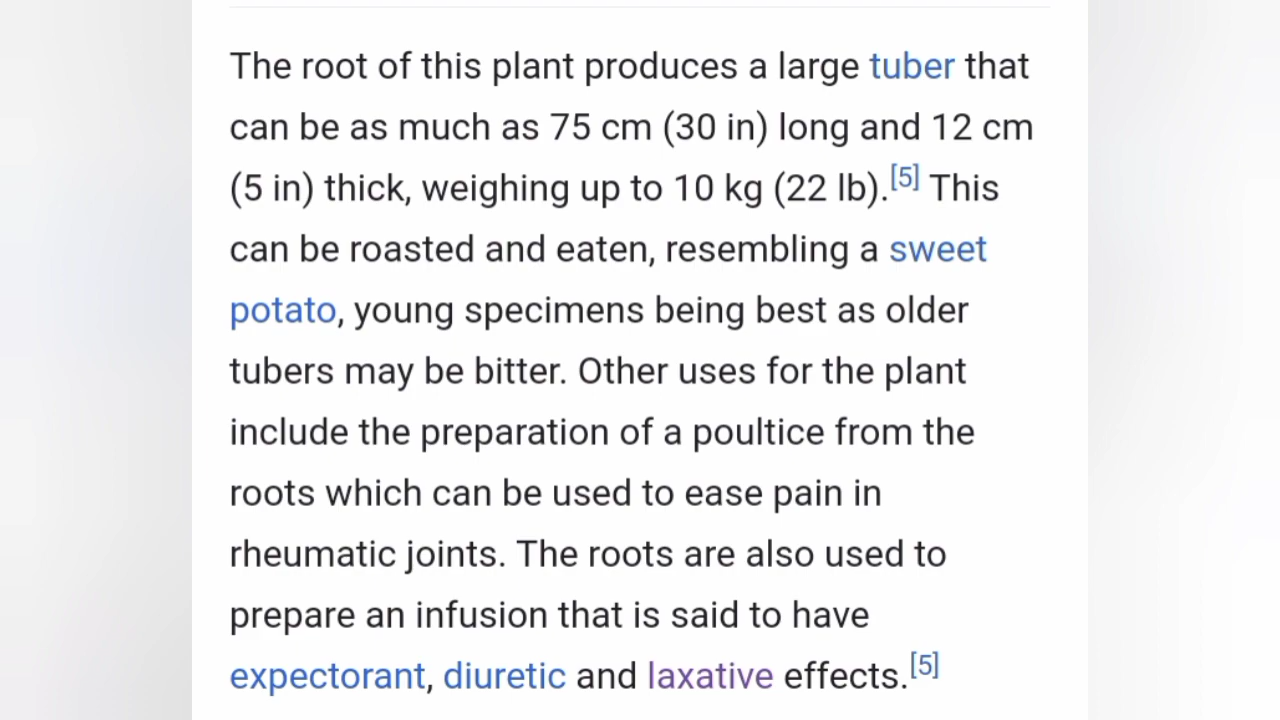 The root of this plant produces a large tuber that
can be as much as 75 cm (30 in) long and 12 cm
(5 in) thick, weighing up to 10 kg (22 lb).[5] This
can be roasted and eaten, resembling a sweet
potato, young specimens being best as older
tubers may be bitter. Other uses for the plant
include the preparation of a poultice from the
roots which can be used to ease pain in
rheumatic joints. The roots are also used to
prepare an infusion that is said to have
expectorant, diuretic and laxative effects.[5]